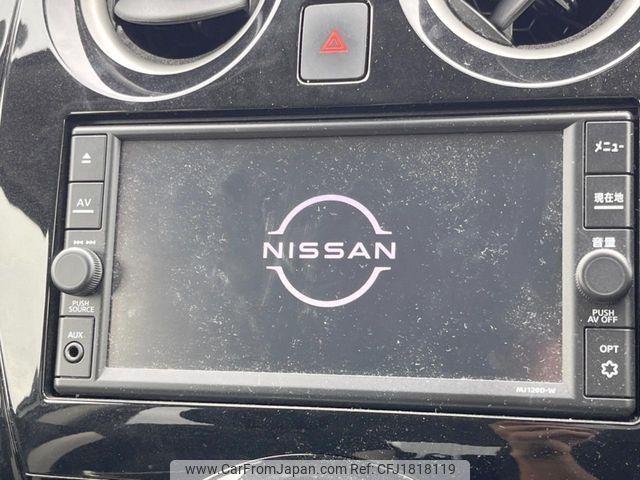 メニュー
AV
現在地
音量
NISSAN
PUSH
SOURCE
PUSH
AV OFF
AUX
OPT
MJ120D-W
www.CarFromJapan.com | Ref: CFJ1818119